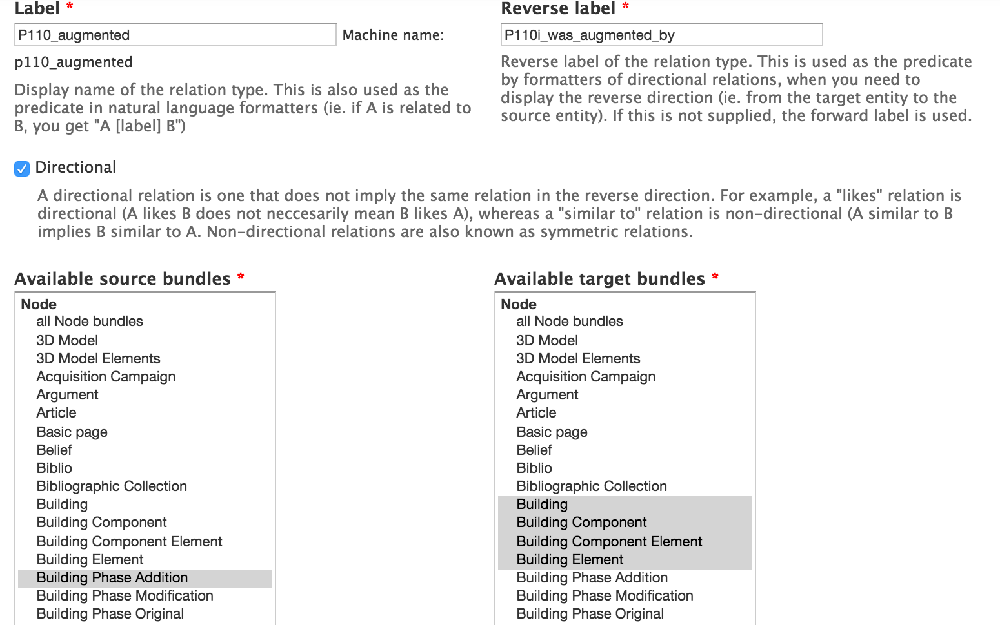 Label *
P110_augmented Machine name:
p110_augmented
Display name of the relation type. This is also used as the
predicate in natural language formatters (ie. if A is related to
B, you get "A [label] B")
Reverse label *
P110i_was_augmented_by
Reverse label of the relation type. This is used as the predicate
by formatters of directional relations, when you need to
display the reverse direction (ie. from the target entity to the
source entity). If this is not supplied, the forward label is used.
Directional
A directional relation is one that does not imply the same relation in the reverse direction. For example, a "likes" relation is
directional (A likes B does not neccesarily mean B likes A), whereas a "similar to" relation is non-directional (A similar to B
implies B similar to A. Non-directional relations are also known as symmetric relations.
Available source bundles *
Node
all Node bundles
3D Model
3D Model Elements
Acquisition Campaign
Argument
Article
Basic page
Belief
Biblio
Bibliographic Collection
Building
Building Component
Building Component Element
Building Element
Building Phase Addition
Building Phase Modification
Building Phase Original
Available target bundles *
Node
all Node bundles
3D Model
3D Model Elements
Acquisition Campaign
Argument
Article
Basic page
Belief
Biblio
Bibliographic Collection
Building
Building Component
Building Component Element
Building Element
Building Phase Addition
Building Phase Modification
Building Phase Original